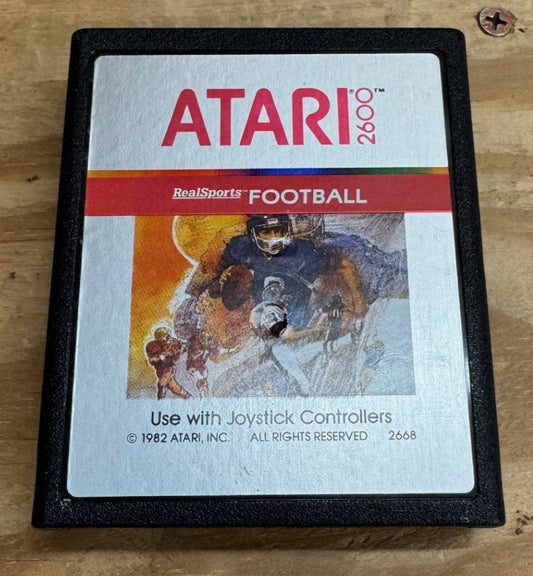 ATARI® 2600™
RealSports™ FOOTBALL
Use with Joystick Controllers
© 1982 ATARI, INC. ALL RIGHTS RESERVED 2668